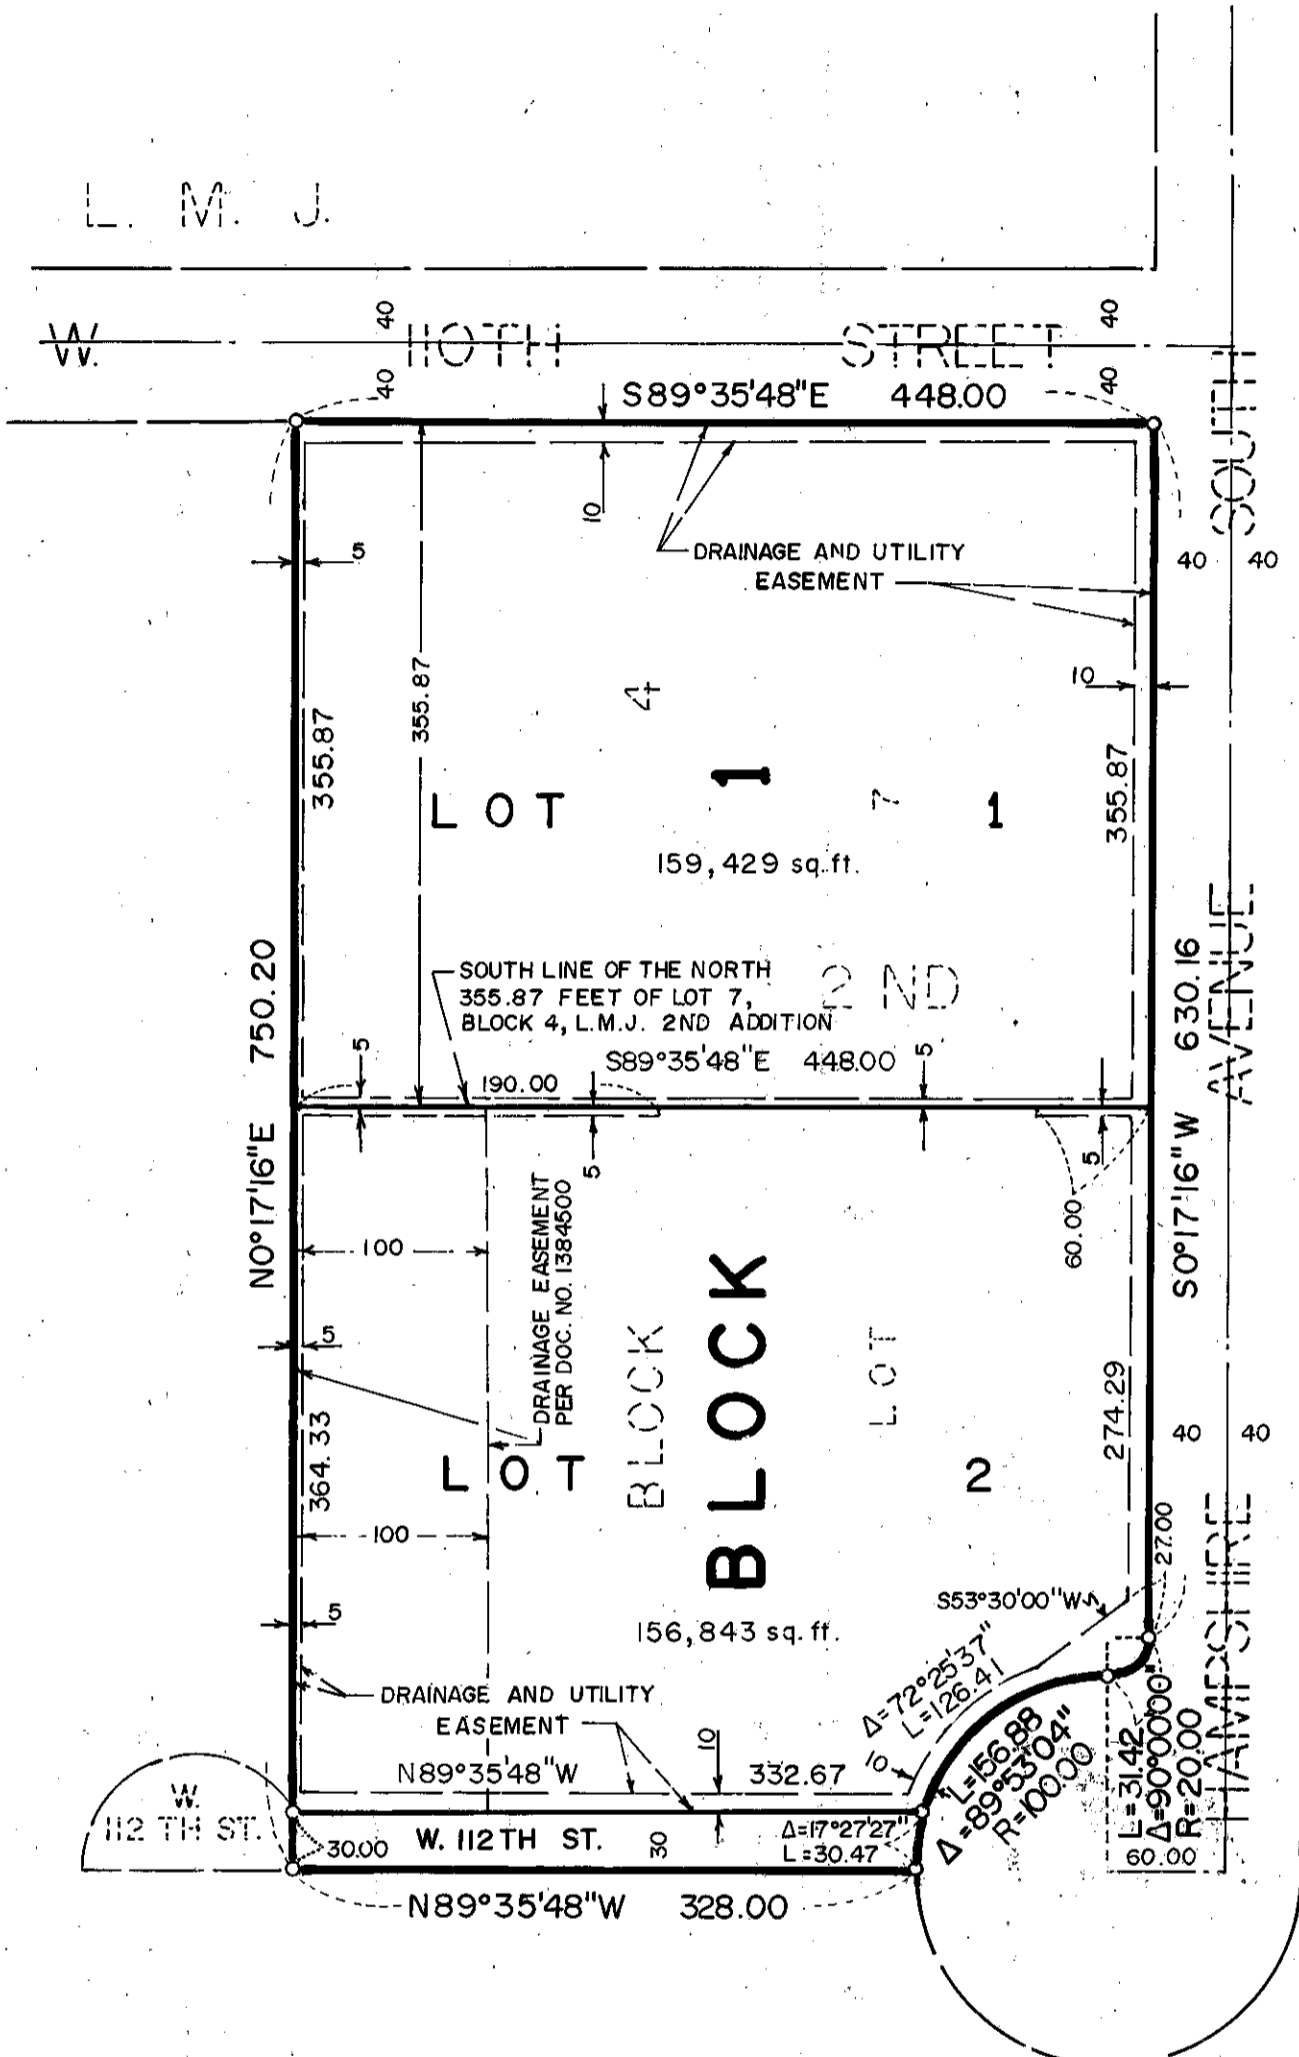 L. M. J.
40
40
W. 110TH STREET
40
40
S89°35'48"E 448.00
SOUTH
10
5
DRAINAGE AND UTILITY
EASEMENT
40
40
10
4
355.87
355.87
355.87
1
7
LOT
1
159,429 sq.ft.
AVENUE
N0°17'16"E 750.20
S0°17'16"W 630.16
SOUTH LINE OF THE NORTH
355.87 FEET OF LOT 7,
BLOCK 4, L.M.J. 2ND ADDITION
2 ND
S89°35'48"E 448.00
5
5
190.00
5
5
60.00
100
DRAINAGE EASEMENT
PER DOC. NO. 1384500
5
BLOCK
BLOCK
LOT
364.33
274.29
40
40
LOT
2
100
27.00
HAMPSHIRE
5
S53°30'00"W
156,843 sq.ft.
Δ=72°25'37"
L=126.41
DRAINAGE AND UTILITY
EASEMENT
10
10
N89°35'48"W 332.67
L=156.88
Δ=89°53'04"
R=100.00
L=31.42
Δ=90°00'00"
R=20.00
W.
112 TH ST.
30.00
W. 112TH ST.
30
Δ=17°27'27"
L=30.47
60.00
N89°35'48"W 328.00